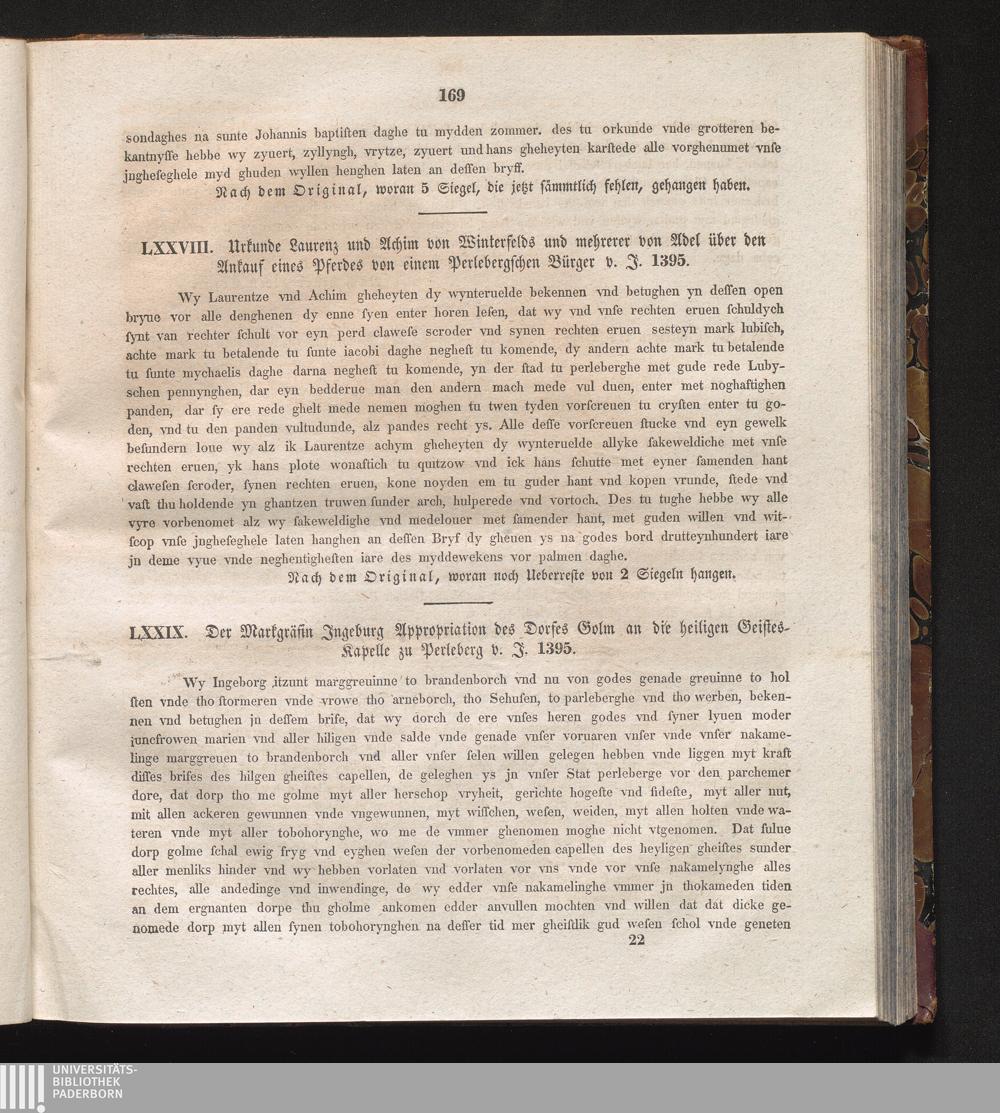 169
sondaghes na sunte Johannis baptiſten daghe tu mydden zommer. des tu orkunde vnde grotteren be-
kantnyſſe hebbe wy zyuert, zyllyngh, vrytze, zyuert und hans gheheyten karſtede alle vorghenumet vnſe
jngheſeghele myd ghuden wyllen henghen laten an deſſen bryff.
Nach dem Original, woran 5 Siegel, die jetzt ſämmtlich fehlen, gehangen haben.
LXXVIII. Urkunde Laurenz und Achim von Winterfelds und mehrerer von Adel über den
Ankauf eines Pferdes von einem Perlebergſchen Bürger v. J. 1395.
Wy Laurentze vnd Achim gheheyten dy wynteruelde bekennen vnd betughen yn deſſen open
bryue vor alle denghenen dy enne ſyen enter horen leſen, dat wy vnd vnſe rechten eruen ſchuldych
ſynt van rechter ſchult vor eyn perd claweſe scroder vnd synen rechten eruen sesteyn mark lubiſch,
achte mark tu betalende tu ſunte iacobi daghe negheſt tu komende, dy andern achte mark tu betalende
tu ſunte mychaelis daghe darna negheſt tu komende, yn der ſtad tu perleberghe met gude rede Luby-
schen pennynghen, dar eyn bedderue man den andern mach mede vul duen, enter met noghaftighen
panden, dar ſy ere rede ghelt mede nemen moghen tu twen tyden vorſcreuen tu cryſten enter tu go-
den, vnd tu den panden vultudunde, alz pandes recht ys. Alle deſſe vorſcreuen ſtucke vnd eyn gewelk
beſundern loue wy alz ik Laurentze achym gheheyten dy wynteruelde allyke ſakeweldiche met vnſe
rechten eruen, yk hans plote wonaftich tu quitzow vnd ick hans ſchutte met eyner ſamenden hant
claweſen ſcroder, ſynen rechten eruen, kone noyden em tu guder hant vnd kopen vrunde, ſtede vnd
vaſt thu holdende yn ghantzen truwen ſunder arch, hulperede vnd vortoch. Des tu tughe hebbe wy alle
vyre vorbenomet alz wy ſakeweldighe vnd medelouer met ſamender hant, met guden willen vnd wit-
ſcop vnſe jngheſeghele laten hanghen an deſſen Bryf dy gheuen ys na godes bord drutteynhundert iare
jn deme vyue vnde neghentigheſten iare des myddewekens vor palmen daghe.
Nach dem Original, woran noch Ueberreſte von 2 Siegeln hangen.
LXXIX. Der Markgräfin Ingeburg Appropriation des Dorfes Golm an die heiligen Geiſtes-
Kapelle zu Perleberg v. J. 1395.
Wy Ingeborg itzunt marggreuinne to brandenborch vnd nu von godes genade greuinne to hol
ſten vnde tho ſtormeren vnde vrowe tho arneborch, tho Sehuſen, to parleberghe vnd tho werben, beken-
nen vnd betughen jn deſſem brife, dat wy dorch de ere vnſes heren godes vnd ſyner lyuen moder
iuncfrowen marien vnd aller hiligen vnde salde vnde genade vnſer voruaren vnſer vnde vnſer nakame-
linge marggreuen to brandenborch vnd aller vnſer ſelen willen gelegen hebben vnde liggen myt kraft
diſſes brifes des hilgen gheiſtes capellen, de geleghen ys jn vnſer Stat perleberge vor den parchemer
dore, dat dorp tho me golme myt aller herschop vryheit, gerichte hogeſte vnd ſideſte, myt aller nut,
mit allen ackeren gewunnen vnde vngewunnen, myt wiſſchen, weſen, weiden, myt allen holten vnde wa-
teren vnde myt aller tobohorynghe, wo me de vmmer ghenomen moghe nicht vtgenomen. Dat ſulue
dorp golme ſchal ewig fryg vnd eyghen weſen der vorbenomeden capellen des heyligen gheiſtes sunder
aller menliks hinder vnd wy hebben vorlaten vnd vorlaten vor vns vnde vor vnſe nakamelynghe alles
rechtes, alle andedinge vnd inwendinge, de wy edder vnſe nakamelinghe vmmer jn thokameden tiden
an dem ergnanten dorpe thu gholme ankomen edder anvullen mochten vnd willen dat dat dicke ge-
nomede dorp myt allen ſynen tobohorynghen na deſſer tid mer gheiſtlik gud weſen ſchol vnde geneten
22
UNIVERSITÄTS-
BIBLIOTHEK
PADERBORN